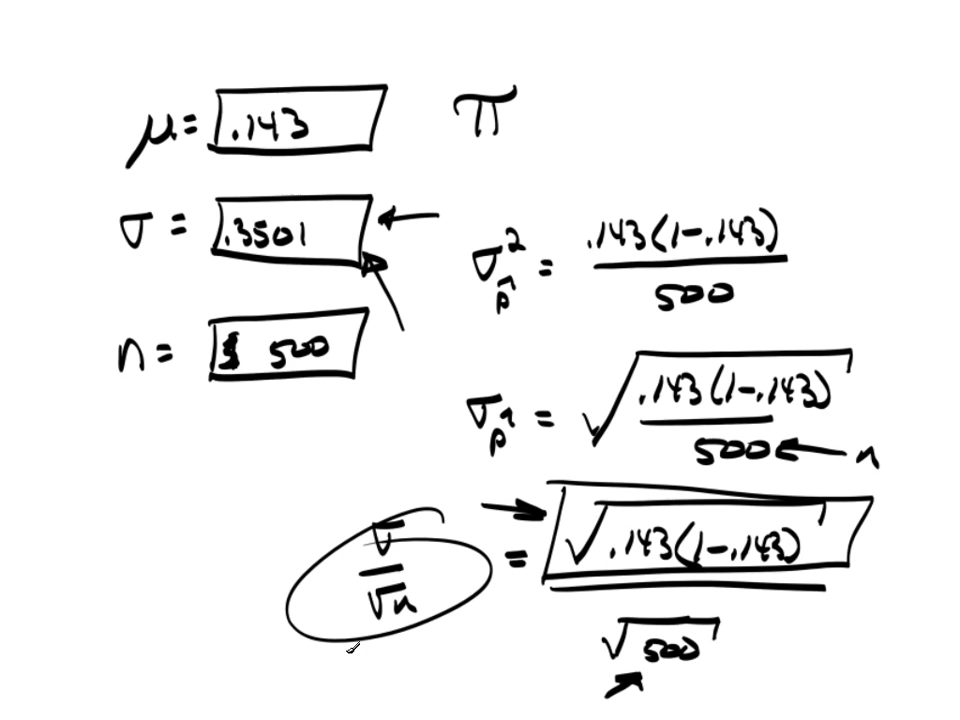 μ = .143 π
σ = .3501
σ²p̂ = .143(1-.143)
500
n = 500
σp̂ = √.143(1-.143)
500 ← n
σ
√n
= √.143(1-.143)
√500